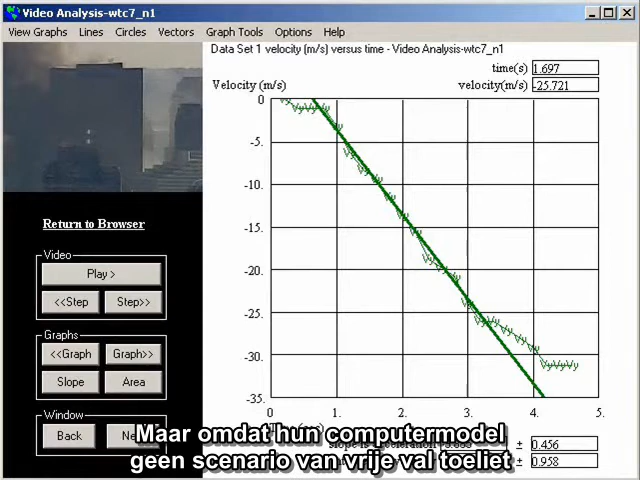 Video Analysis-wtc7_n1
View Graphs Lines Circles Vectors Graph Tools Options Help
Data Set 1 velocity (m/s) versus time - Video Analysis-wtc7_n1
time(s) 1.697
Velocity (m/s) velocity(m/s) -25.721
0
-5.
-10.
-15.
-20.
-25.
-30.
-35.
0 1. 2. 3. 4. 5.
Return to Browser
Video
Play >
<<Step Step>>
Graphs
<<Graph Graph>>
Slope Area
Window
Back
slope is acceleration ± 0.456
± 0.958
Maar omdat hun computermodel
geen scenario van vrije val toeliet